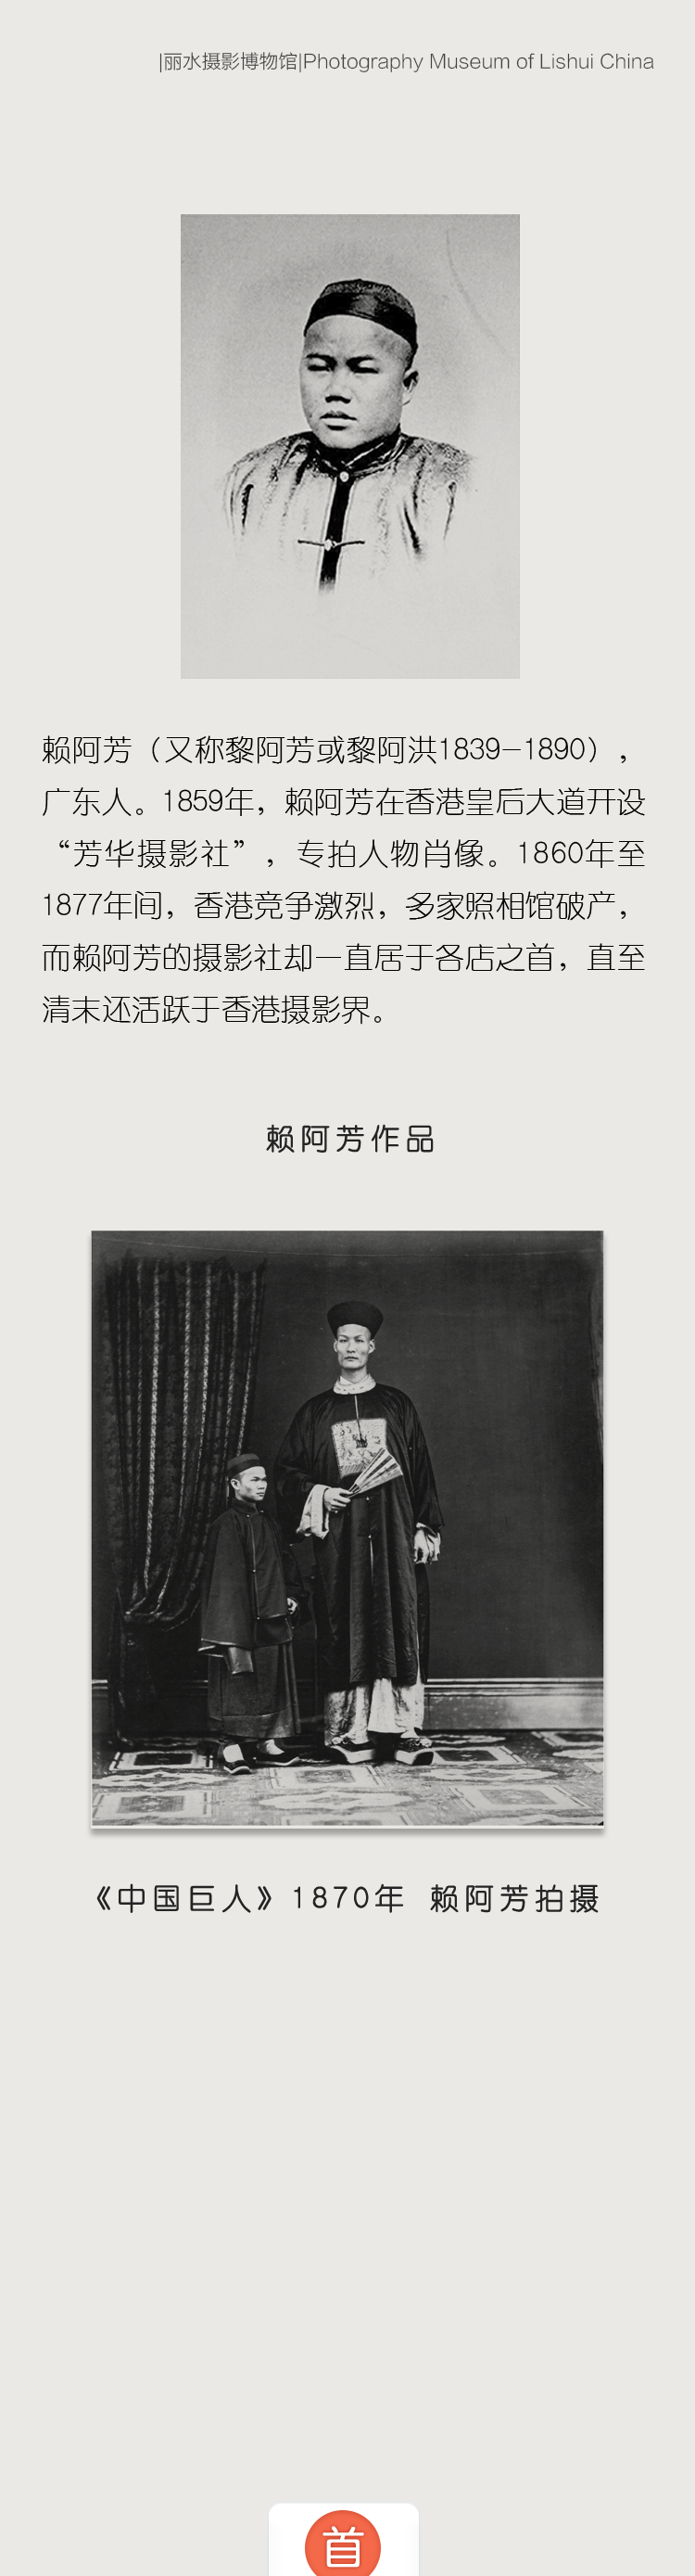 |丽水摄影博物馆|Photography Museum of Lishui China
赖阿芳（又称黎阿芳或黎阿洪1839-1890），
广东人。1859年，赖阿芳在香港皇后大道开设
“芳华摄影社”，专拍人物肖像。1860年至
1877年间，香港竞争激烈，多家照相馆破产，
而赖阿芳的摄影社却一直居于各店之首，直至
清末还活跃于香港摄影界。
赖阿芳作品
《中国巨人》1870年 赖阿芳拍摄
首